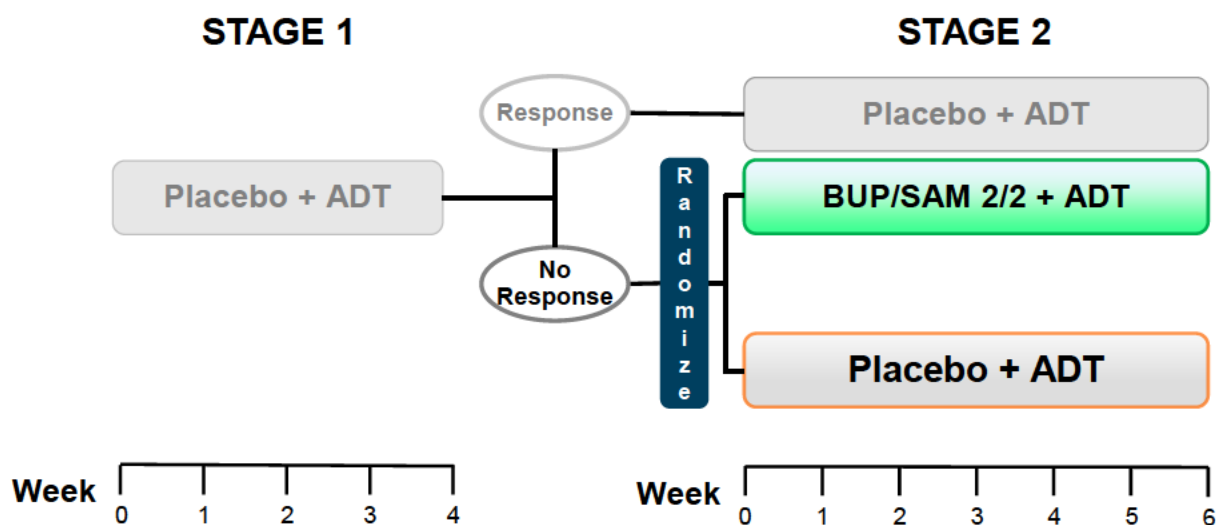 STAGE 1
STAGE 2
Response
Placebo + ADT
Placebo + ADT
Randomize
BUP/SAM 2/2 + ADT
No
Response
Placebo + ADT
Week
0 1 2 3 4
Week
0 1 2 3 4 5 6